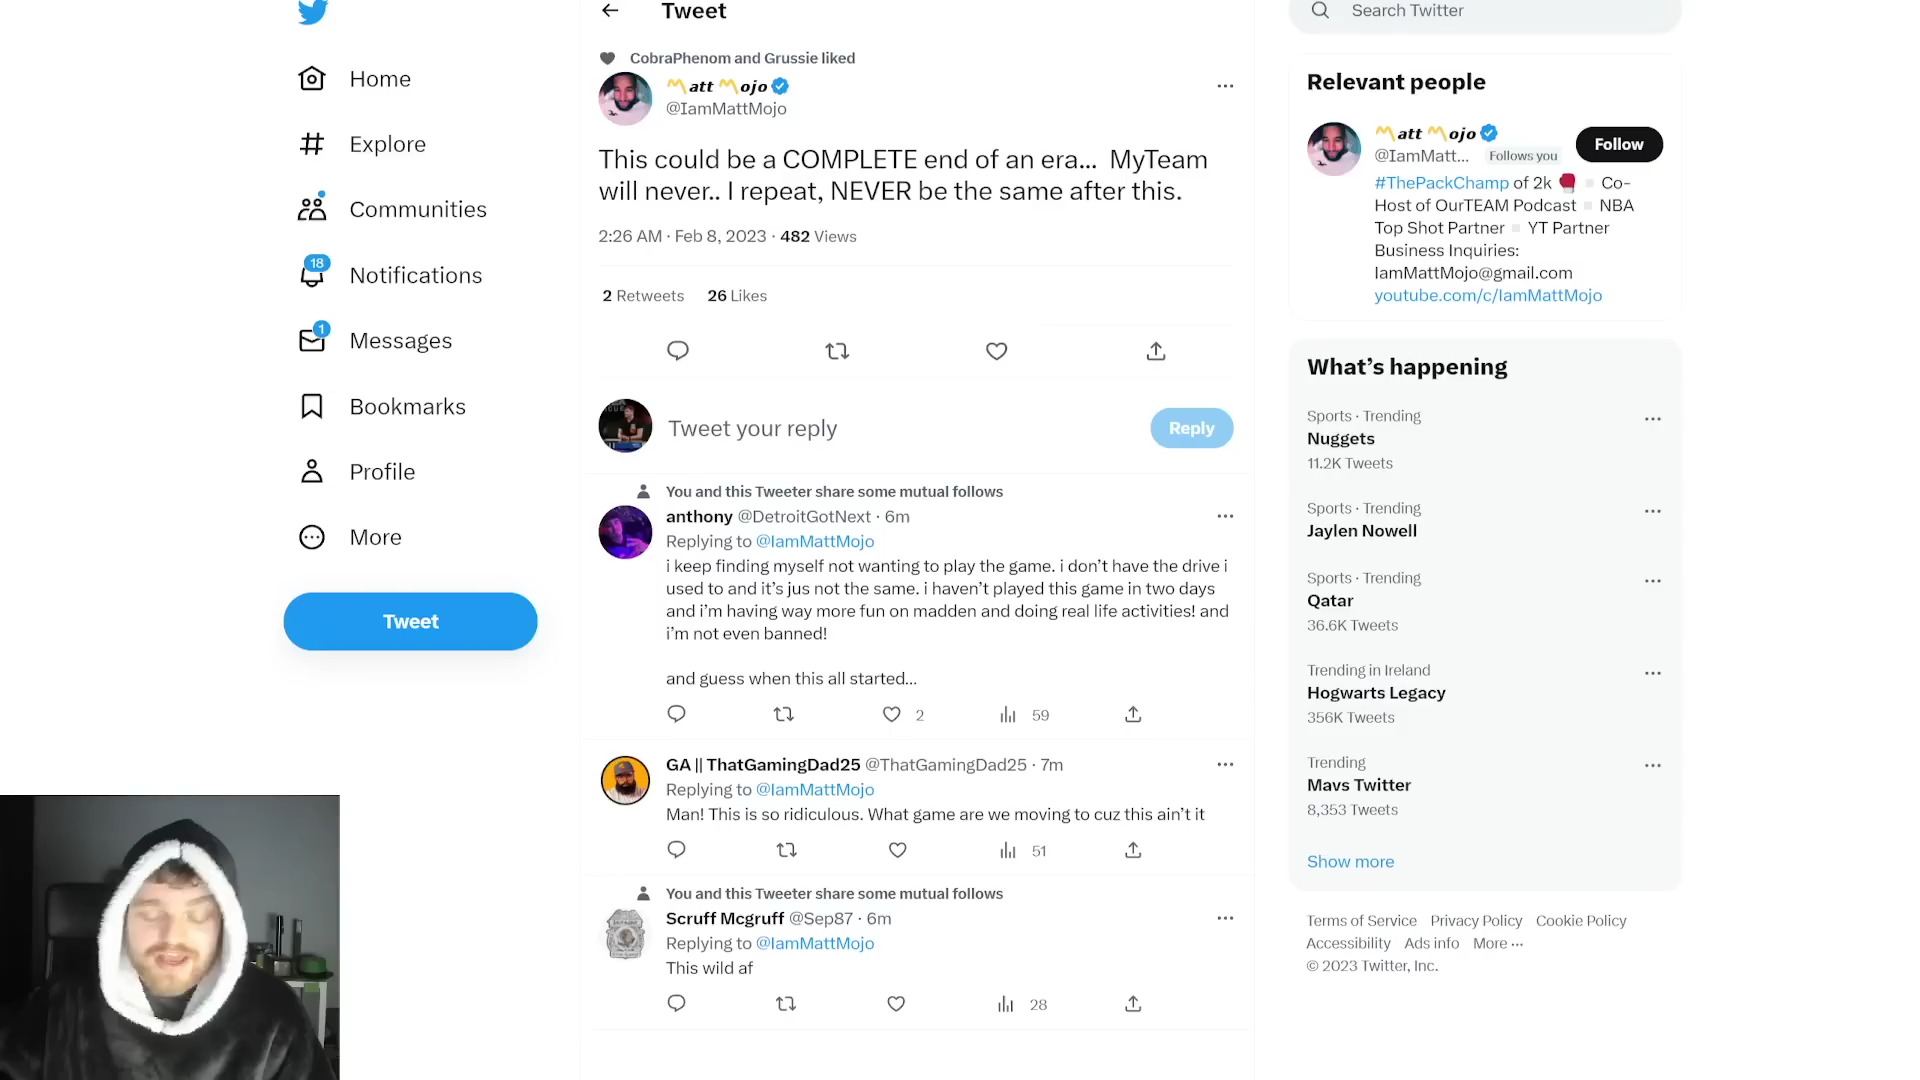 Home
Explore
Communities
18
Notifications
1
Messages
Bookmarks
Profile
More
Tweet
Tweet
CobraPhenom and Grussie liked
〽️att 〽️ojo
@IamMattMojo
This could be a COMPLETE end of an era... MyTeam
will never.. I repeat, NEVER be the same after this.
2:26 AM · Feb 8, 2023 · 482 Views
2 Retweets 26 Likes
Tweet your reply
Reply
You and this Tweeter share some mutual follows
anthony @DetroitGotNext · 6m
Replying to @IamMattMojo
i keep finding myself not wanting to play the game. i don't have the drive i
used to and it's jus not the same. i haven't played this game in two days
and i'm having way more fun on madden and doing real life activities! and
i'm not even banned!
and guess when this all started...
2 59
GA || ThatGamingDad25 @ThatGamingDad25 · 7m
Replying to @IamMattMojo
Man! This is so ridiculous. What game are we moving to cuz this ain't it
51
You and this Tweeter share some mutual follows
Scruff Mcgruff @Sep87 · 6m
Replying to @IamMattMojo
This wild af
28
Search Twitter
Relevant people
〽️att 〽️ojo
@IamMatt... Follows you
Follow
#ThePackChamp of 2k 🥊 ▫️ Co-
Host of OurTEAM Podcast ▫️ NBA
Top Shot Partner ▫️ YT Partner
Business Inquiries:
IamMattMojo@gmail.com
youtube.com/c/IamMattMojo
What's happening
Sports · Trending
Nuggets
11.2K Tweets
Sports · Trending
Jaylen Nowell
Sports · Trending
Qatar
36.6K Tweets
Trending in Ireland
Hogwarts Legacy
356K Tweets
Trending
Mavs Twitter
8,353 Tweets
Show more
Terms of Service Privacy Policy Cookie Policy
Accessibility Ads info More ...
© 2023 Twitter, Inc.